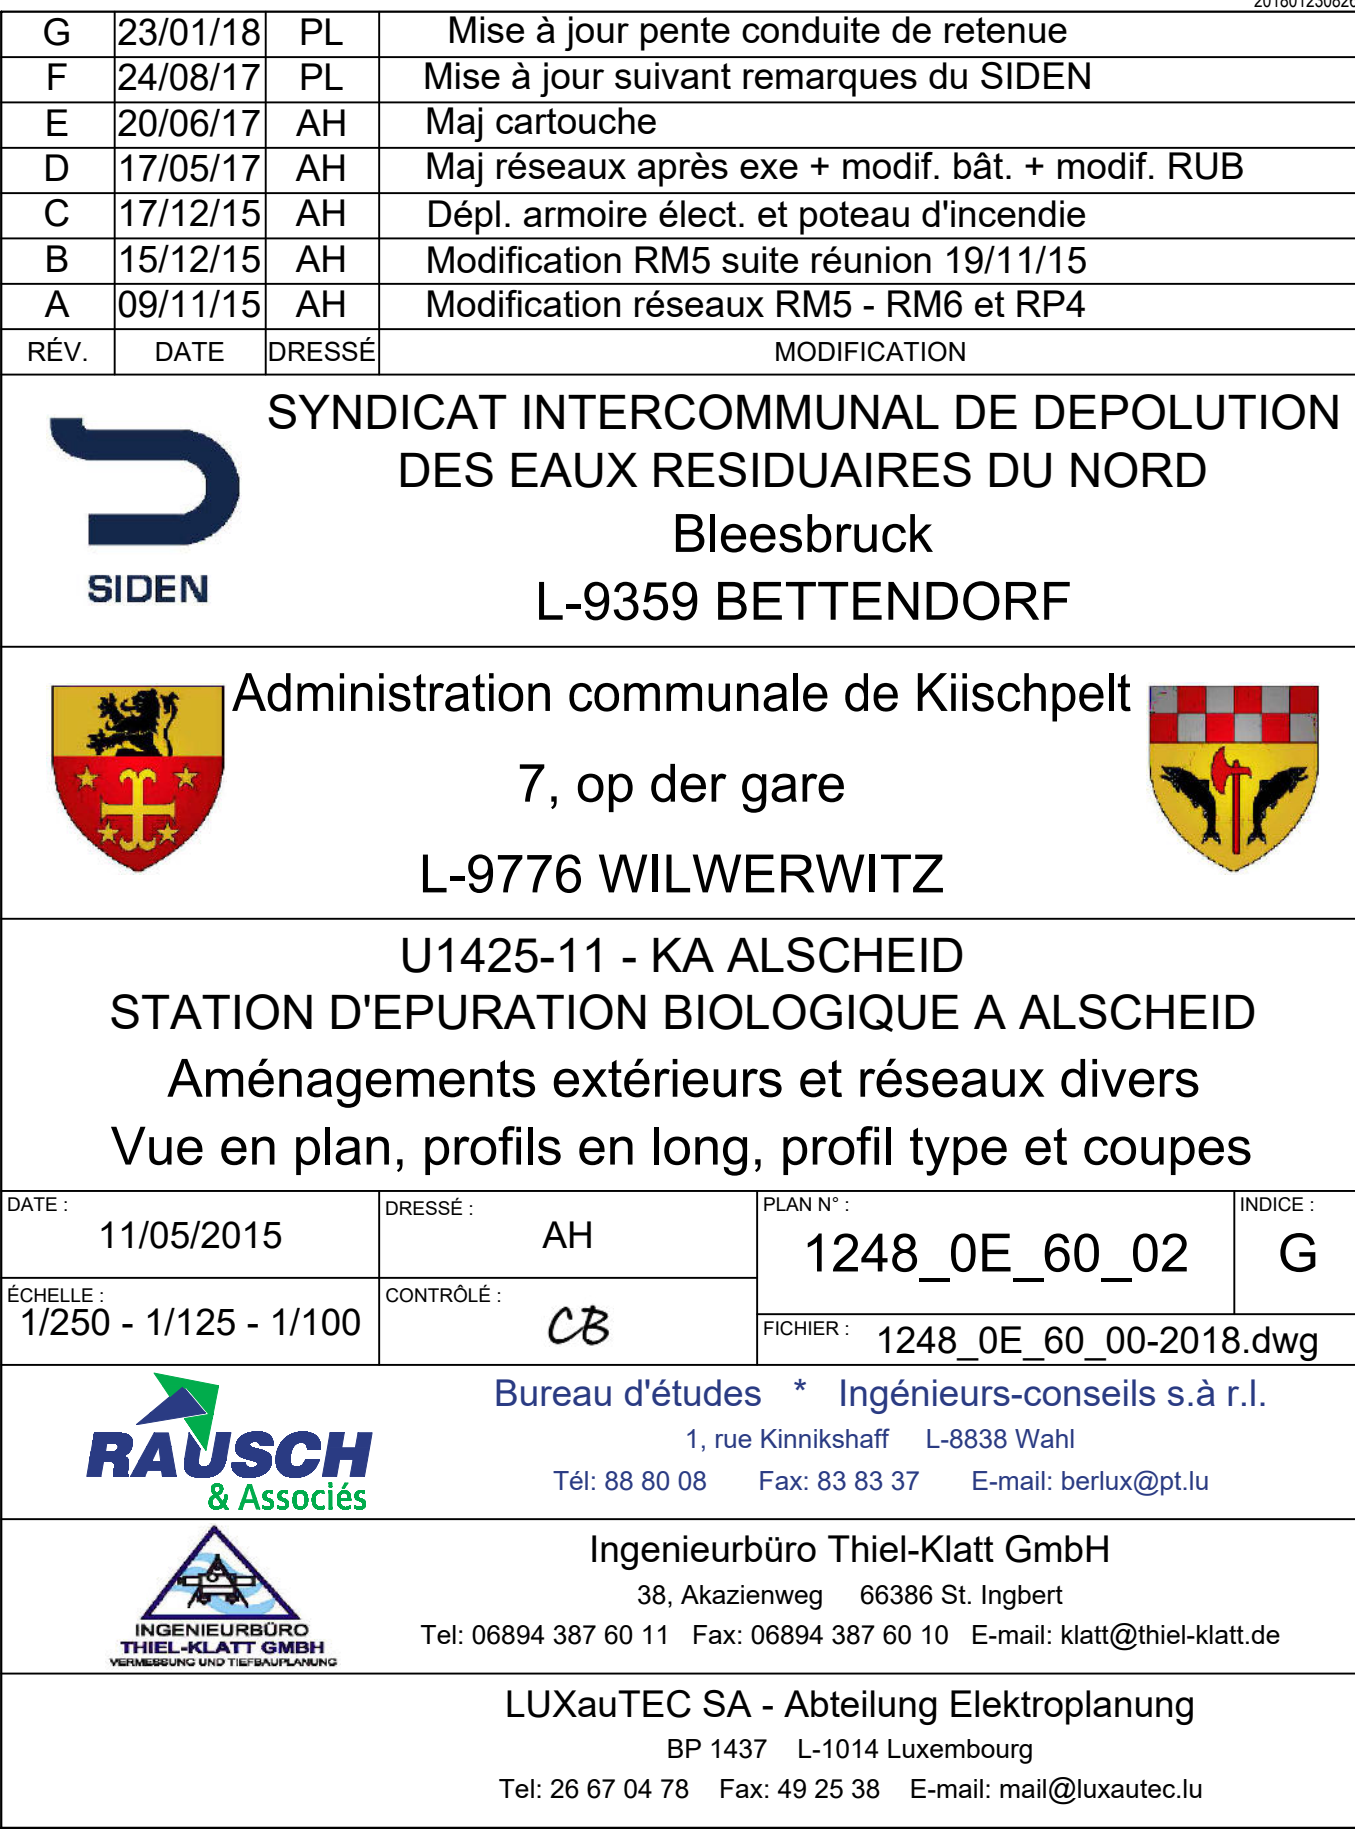 G 23/01/18 PL Mise à jour pente conduite de retenue
F 24/08/17 PL Mise à jour suivant remarques du SIDEN
E 20/06/17 AH Maj cartouche
D 17/05/17 AH Maj réseaux après exe + modif. bât. + modif. RUB
C 17/12/15 AH Dépl. armoire élect. et poteau d'incendie
B 15/12/15 AH Modification RM5 suite réunion 19/11/15
A 09/11/15 AH Modification réseaux RM5 - RM6 et RP4
RÉV. DATE DRESSÉ MODIFICATION
SYNDICAT INTERCOMMUNAL DE DEPOLUTION
DES EAUX RESIDUAIRES DU NORD
Bleesbruck
L-9359 BETTENDORF
SIDEN
Administration communale de Kiischpelt
7, op der gare
L-9776 WILWERWITZ
U1425-11 - KA ALSCHEID
STATION D'EPURATION BIOLOGIQUE A ALSCHEID
Aménagements extérieurs et réseaux divers
Vue en plan, profils en long, profil type et coupes
DATE : 11/05/2015
DRESSÉ : AH
PLAN N° : 1248_0E_60_02
INDICE : G
ÉCHELLE : 1/250 - 1/125 - 1/100
CONTRÔLÉ : CB
FICHIER : 1248_0E_60_00-2018.dwg
RAUSCH
& Associés
Bureau d'études * Ingénieurs-conseils s.à r.l.
1, rue Kinnikshaff L-8838 Wahl
Tél: 88 80 08 Fax: 83 83 37 E-mail: berlux@pt.lu
INGENIEURBÜRO
THIEL-KLATT GMBH
VERMESSUNG UND TIEFBAUPLANUNG
Ingenieurbüro Thiel-Klatt GmbH
38, Akazienweg 66386 St. Ingbert
Tel: 06894 387 60 11 Fax: 06894 387 60 10 E-mail: klatt@thiel-klatt.de
LUXauTEC SA - Abteilung Elektroplanung
BP 1437 L-1014 Luxembourg
Tel: 26 67 04 78 Fax: 49 25 38 E-mail: mail@luxautec.lu